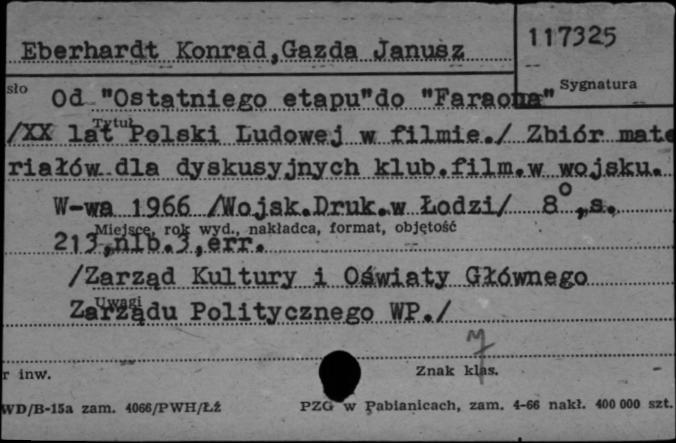 Eberhardt Konrad,Gazda Janusz
117325
Sygnatura
sło
Od "Ostatniego etapu"do "Faraona"
Tytuł
/XX lat Polski Ludowej w filmie./ Zbiór mate
riałów dla dyskusyjnych klub.film.w wojsku.
W-wa 1966 /Wojsk.Druk.w Łodzi/ 8°,s.
Miejsce, rok wyd., nakładca, format, objętość
213,nlb.3,err.
/Zarząd Kultury i Oświaty Głównego
Uwagi
Zarządu Politycznego WP./
r inw.
Znak klas.
WD/B-15a zam. 4066/PWH/Łź
PZG w Pabianicach, zam. 4-66 nakł. 400 000 szt.